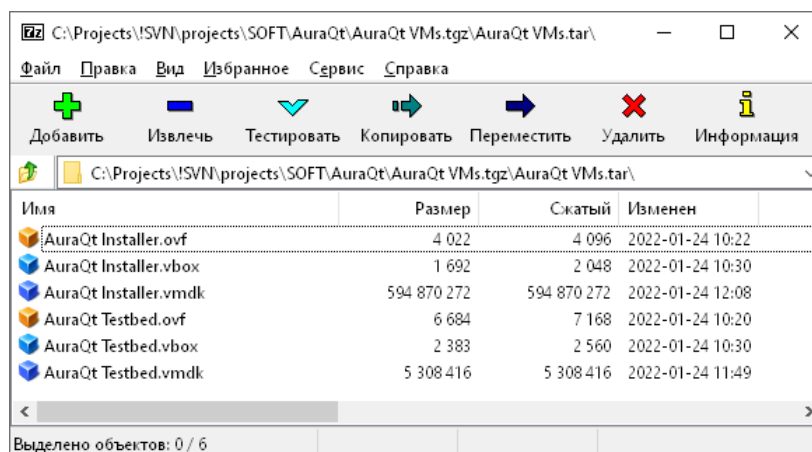 7z C:\Projects\!SVN\projects\SOFT\AuraQt\AuraQt VMs.tgz\AuraQt VMs.tar\
Файл Правка Вид Избранное Сервис Справка
Добавить Извлечь Тестировать Копировать Переместить Удалить Информация
C:\Projects\!SVN\projects\SOFT\AuraQt\AuraQt VMs.tgz\AuraQt VMs.tar\
Имя Размер Сжатый Изменен
AuraQt Installer.ovf 4 022 4 096 2022-01-24 10:22
AuraQt Installer.vbox 1 692 2 048 2022-01-24 10:30
AuraQt Installer.vmdk 594 870 272 594 870 272 2022-01-24 12:08
AuraQt Testbed.ovf 6 684 7 168 2022-01-24 10:20
AuraQt Testbed.vbox 2 383 2 560 2022-01-24 10:30
AuraQt Testbed.vmdk 5 308 416 5 308 416 2022-01-24 11:49
Выделено объектов: 0 / 6